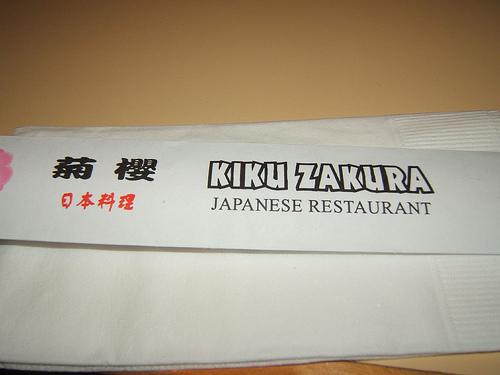 菊 櫻
日本料理
KIKU ZAKURA
JAPANESE RESTAURANT